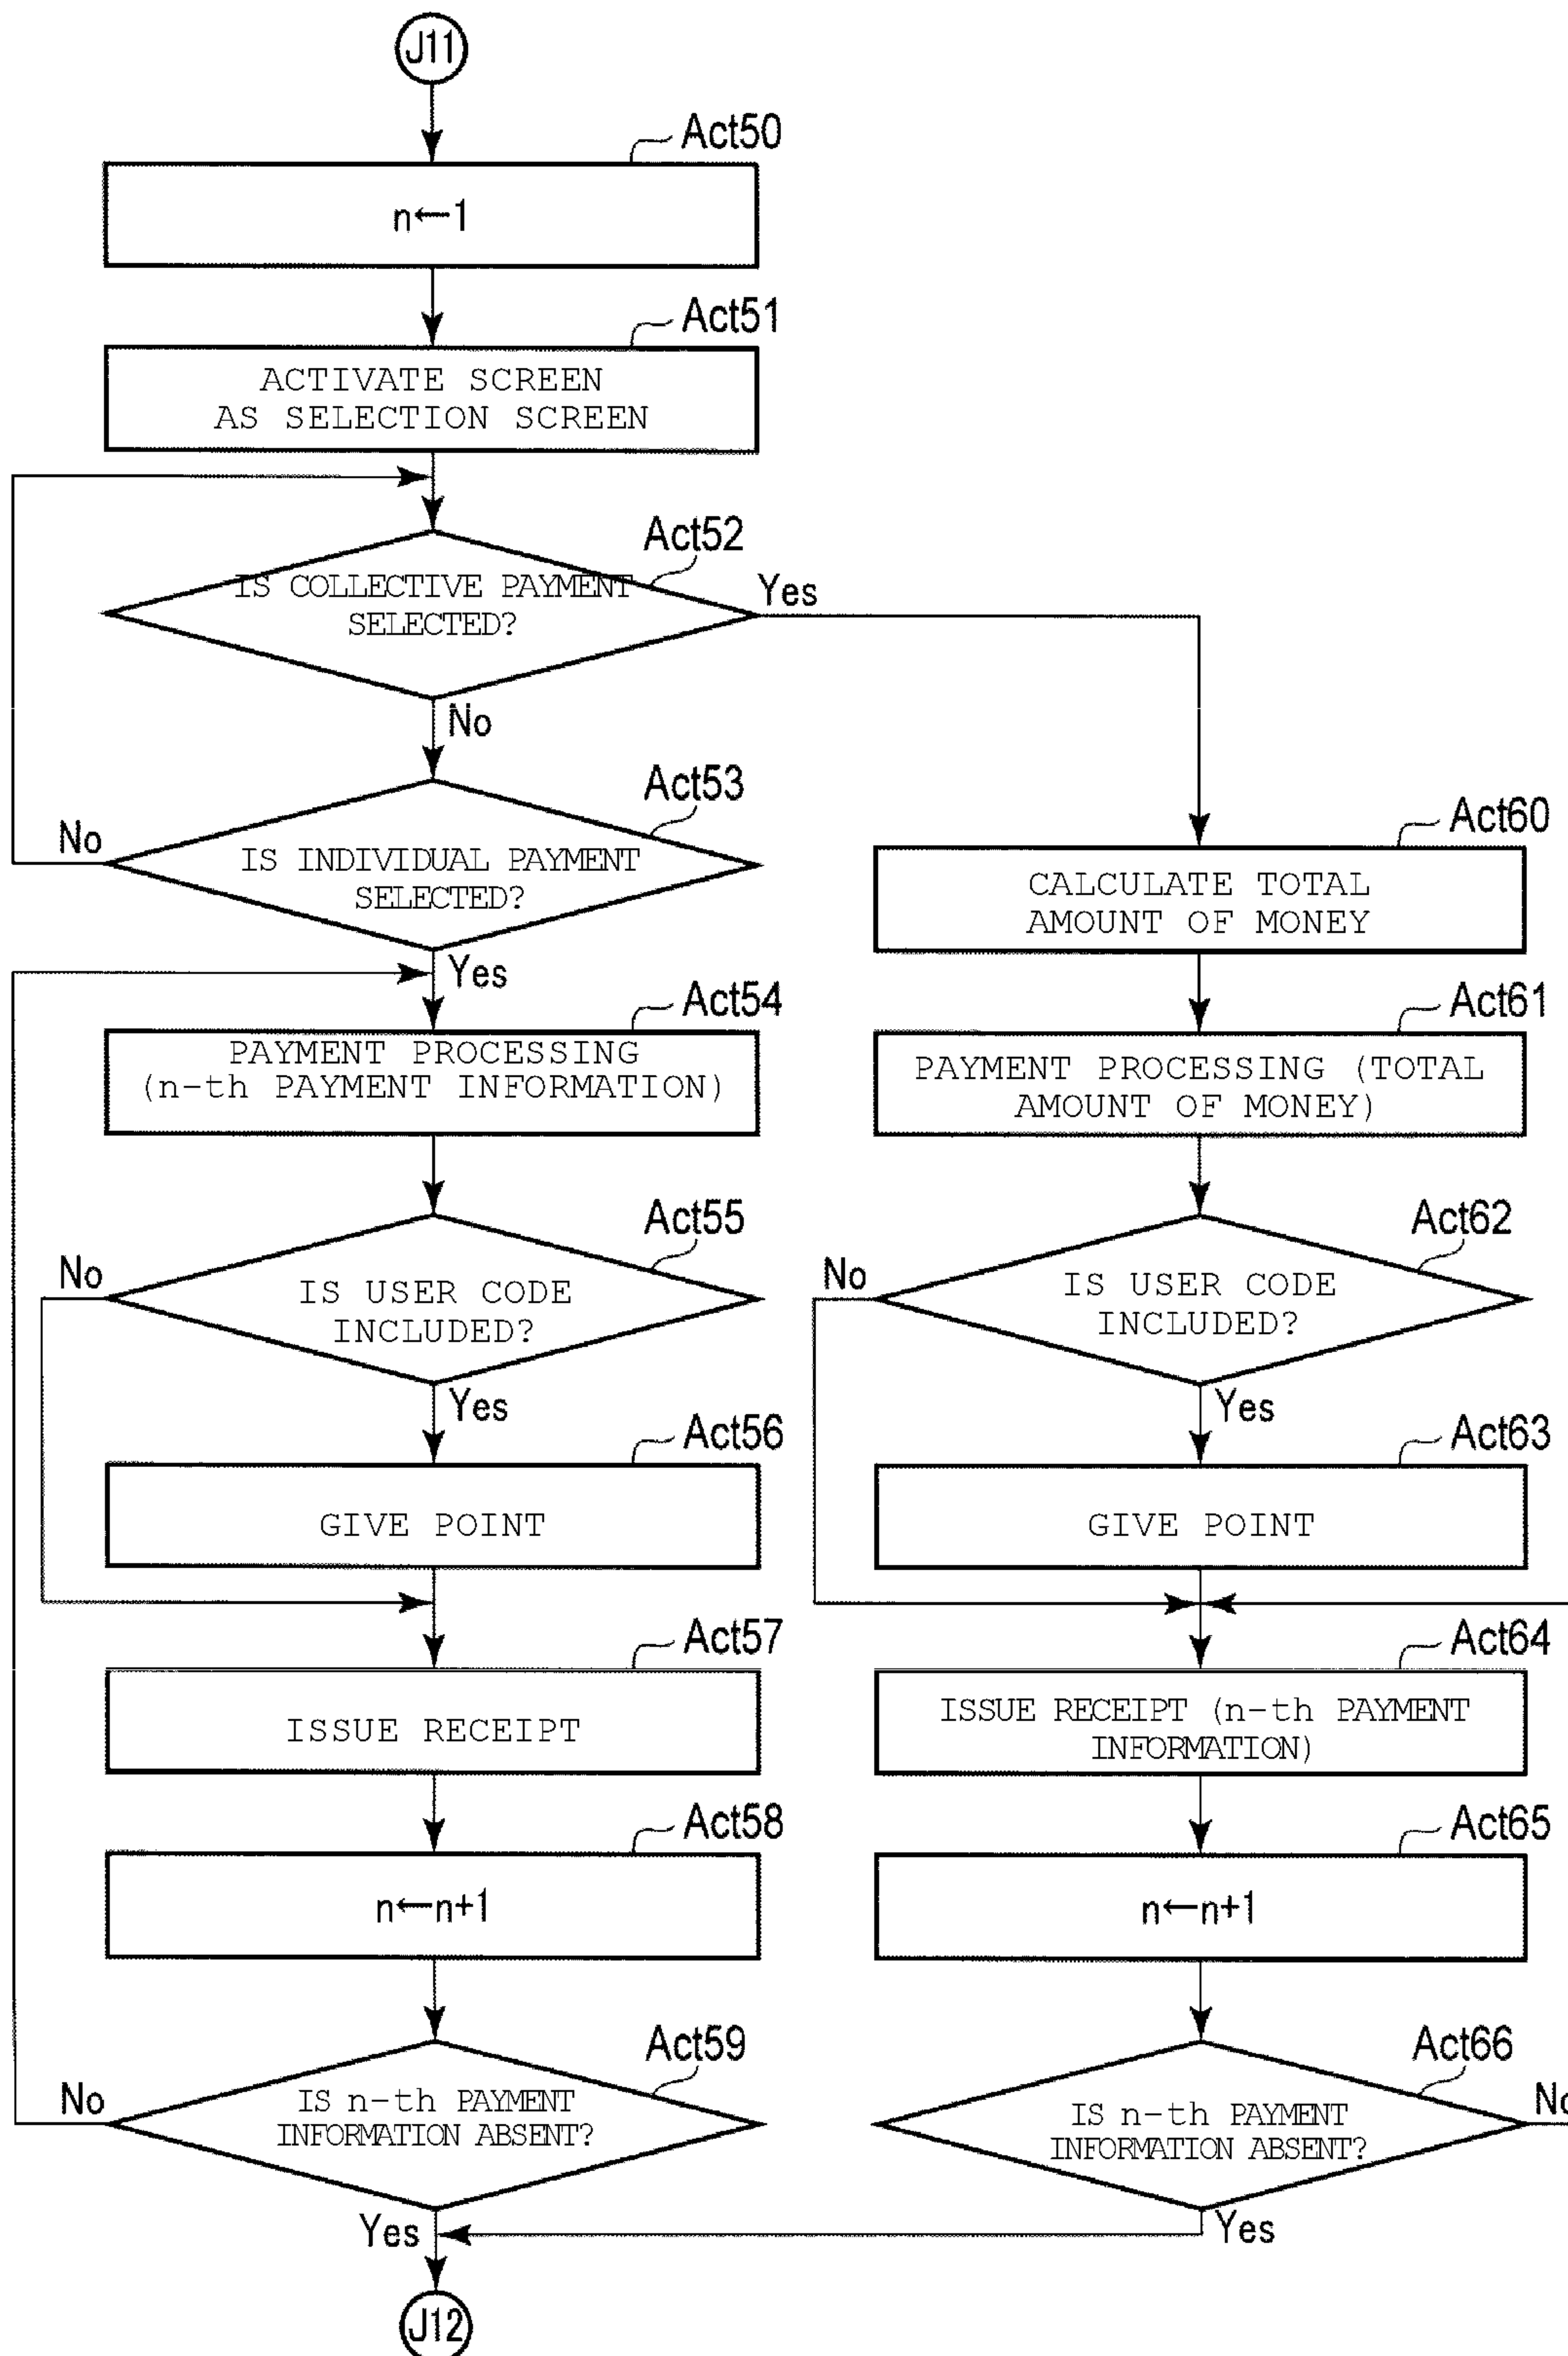 J11
Act50
n←1
Act51
ACTIVATE SCREEN
AS SELECTION SCREEN
Act52
IS COLLECTIVE PAYMENT
SELECTED?
Yes
No
Act53
No
IS INDIVIDUAL PAYMENT
SELECTED?
Yes
Act54
PAYMENT PROCESSING
(n-th PAYMENT INFORMATION)
Act55
No
IS USER CODE
INCLUDED?
Yes
Act56
GIVE POINT
Act57
ISSUE RECEIPT
Act58
n←n+1
Act59
No
IS n-th PAYMENT
INFORMATION ABSENT?
Yes
Act60
CALCULATE TOTAL
AMOUNT OF MONEY
Act61
PAYMENT PROCESSING (TOTAL
AMOUNT OF MONEY)
Act62
No
IS USER CODE
INCLUDED?
Yes
Act63
GIVE POINT
Act64
ISSUE RECEIPT (n-th PAYMENT
INFORMATION)
Act65
n←n+1
Act66
No
IS n-th PAYMENT
INFORMATION ABSENT?
Yes
J12